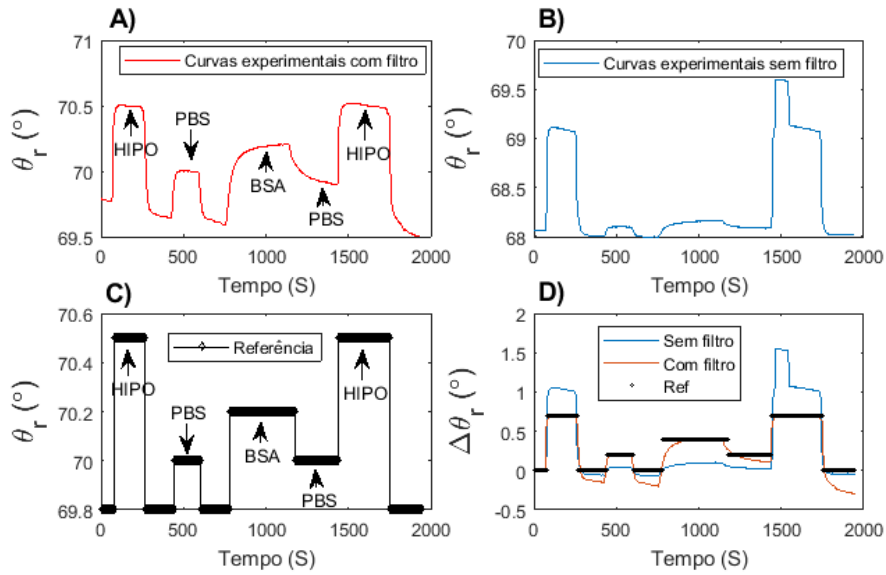 A)
71
70.5
70
69.5
θr (°)
Curvas experimentais com filtro
HIPO
PBS
BSA
PBS
HIPO
0 500 1000 1500 2000
Tempo (S)
B)
70
69.5
69
68.5
68
θr (°)
Curvas experimentais sem filtro
0 500 1000 1500 2000
Tempo (S)
C)
70.6
70.4
70.2
70
69.8
θr (°)
Referência
HIPO
PBS
BSA
PBS
HIPO
0 500 1000 1500 2000
Tempo (S)
D)
2
1.5
1
0.5
0
-0.5
Δθr (°)
Sem filtro
Com filtro
Ref
0 500 1000 1500 2000
Tempo (S)